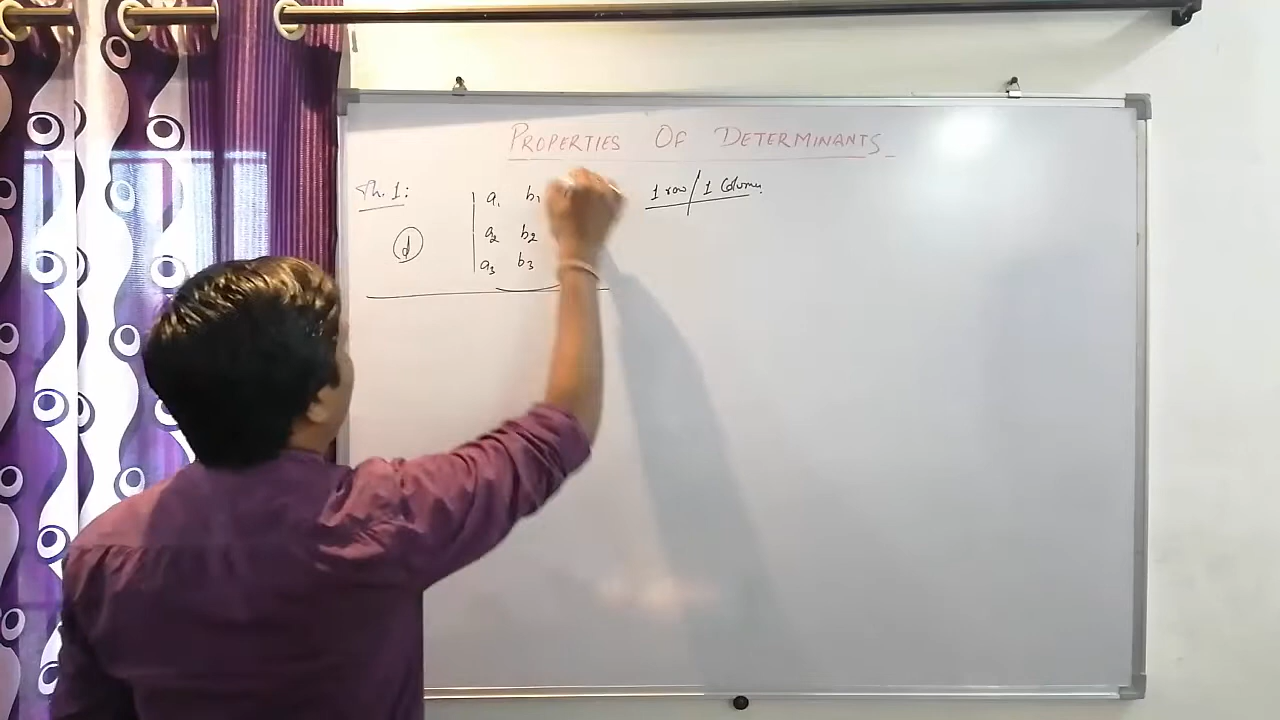 PROPERTIES OF DETERMINANTS
Th. 1:
a₁ b₁
1 row / 1 Column
d
a₂ b₂
a₃ b₃